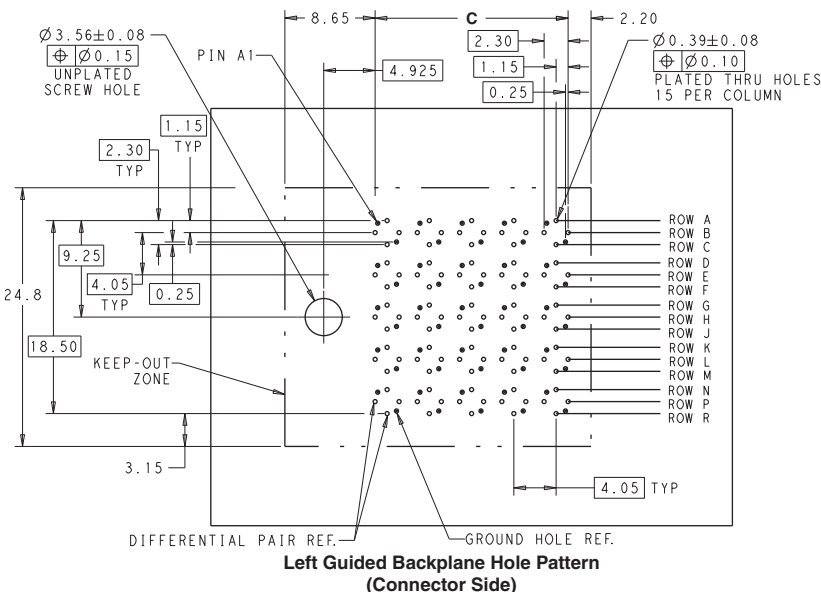 8.65
C
2.20
Ø3.56±0.08
⌖ Ø0.15
UNPLATED
SCREW HOLE
PIN A1
2.30
4.925
1.15
0.25
Ø0.39±0.08
⌖ Ø0.10
PLATED THRU HOLES
15 PER COLUMN
1.15
TYP
2.30
TYP
9.25
4.05
TYP
0.25
24.8
18.50
KEEP-OUT
ZONE
3.15
ROW A
ROW B
ROW C
ROW D
ROW E
ROW F
ROW G
ROW H
ROW J
ROW K
ROW L
ROW M
ROW N
ROW P
ROW R
4.05 TYP
DIFFERENTIAL PAIR REF.
GROUND HOLE REF.
Left Guided Backplane Hole Pattern
(Connector Side)